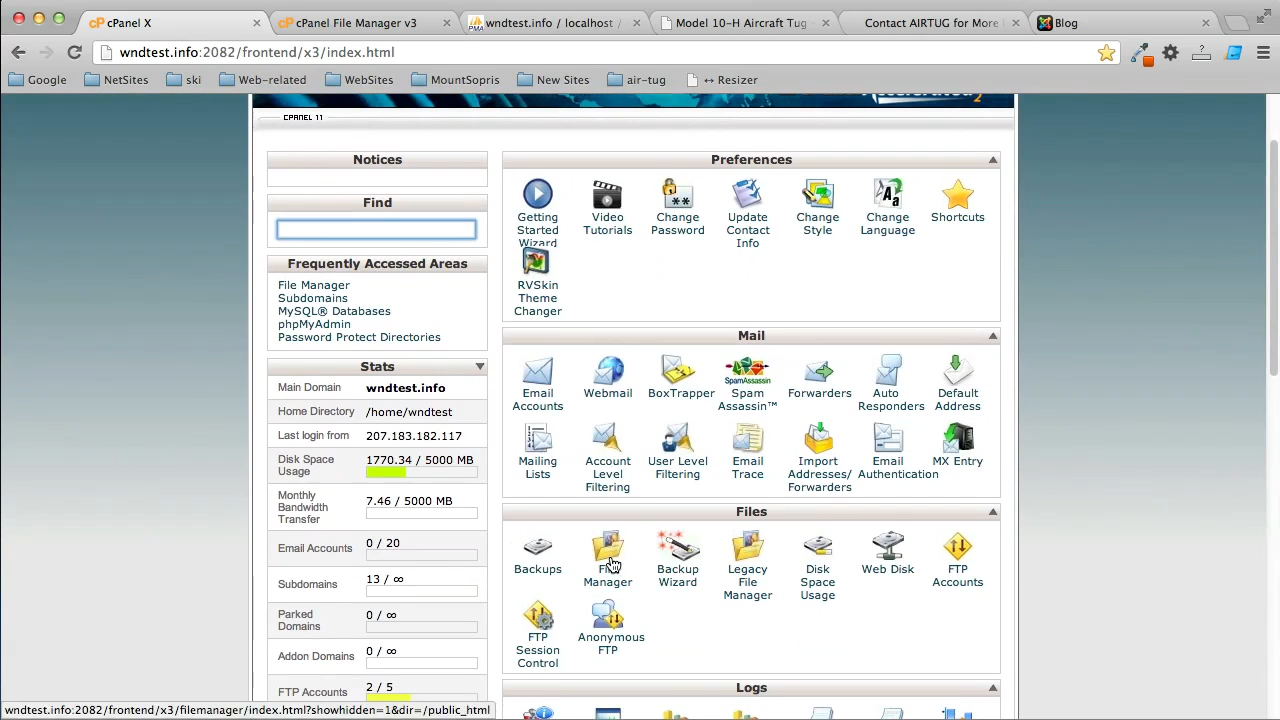 cPanel X
cPanel File Manager v3
wndtest.info / localhost /
Model 10-H Aircraft Tug
Contact AIRTUG for More
Blog
wndtest.info:2082/frontend/x3/index.html
Google
NetSites
ski
Web-related
WebSites
MountSopris
New Sites
air-tug
↔ Resizer
CPANEL 11
Notices
Find
Frequently Accessed Areas
File Manager
Subdomains
MySQL® Databases
phpMyAdmin
Password Protect Directories
Stats
Main Domain wndtest.info
Home Directory /home/wndtest
Last login from 207.183.182.117
Disk Space Usage 1770.34 / 5000 MB
Monthly Bandwidth Transfer 7.46 / 5000 MB
Email Accounts 0 / 20
Subdomains 13 / ∞
Parked Domains 0 / ∞
Addon Domains 0 / ∞
FTP Accounts 2 / 5
Preferences
Getting Started Wizard
Video Tutorials
Change Password
Update Contact Info
Change Style
Change Language
Shortcuts
RVSkin Theme Changer
Mail
Email Accounts
Webmail
BoxTrapper
Spam Assassin™
Forwarders
Auto Responders
Default Address
Mailing Lists
Account Level Filtering
User Level Filtering
Email Trace
Import Addresses/ Forwarders
Email Authentication
MX Entry
Files
Backups
File Manager
Backup Wizard
Legacy File Manager
Disk Space Usage
Web Disk
FTP Accounts
FTP Session Control
Anonymous FTP
Logs
wndtest.info:2082/frontend/x3/filemanager/index.html?showhidden=1&dir=/public_html